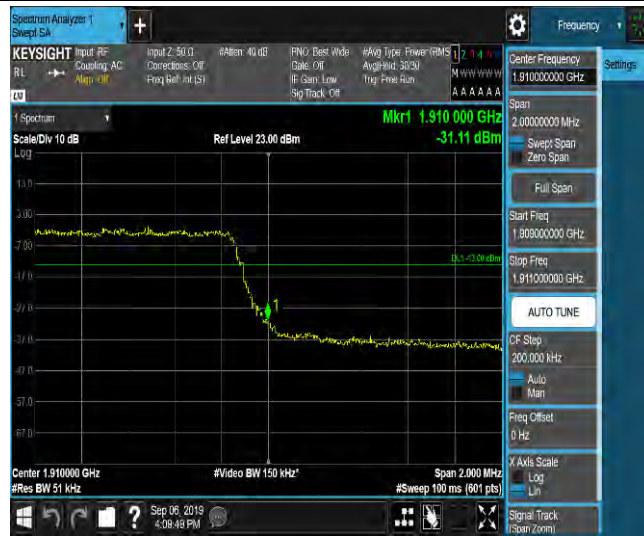 Spectrum Analyzer 1
Swept SA
+
Frequency
KEYSIGHT
Input: RF
RL
Coupling: AC
Align: Off
LXI
Input Z: 50 Ω
Corrections: Off
Freq Ref: Int (S)
#Atten: 40 dB
PNO: Best Wide
Gate: Off
IF Gain: Low
Sig Track: Off
#Avg Type: Power (RMS
Avg|Hold: 30/30
Trig: Free Run
M W W W W W
A A A A A A
1 Spectrum
Scale/Div 10 dB
Log
Ref Level 23.00 dBm
Mkr1 1.910 000 GHz
-31.11 dBm
13.0
3.00
-7.00
DL1 -13.00 dBm
-17.0
-27.0
1
-37.0
-47.0
-57.0
-67.0
Center 1.910000 GHz
#Video BW 150 kHz*
Span 2.000 MHz
#Res BW 51 kHz
#Sweep 100 ms (601 pts)
Sep 06, 2019
4:09:49 PM
?
Center Frequency
1.910000000 GHz
Settings
Span
2.00000000 MHz
Swept Span
Zero Span
Full Span
Start Freq
1.909000000 GHz
Stop Freq
1.911000000 GHz
AUTO TUNE
CF Step
200.000 kHz
Auto
Man
Freq Offset
0 Hz
X Axis Scale
Log
Lin
Signal Track
(Span Zoom)